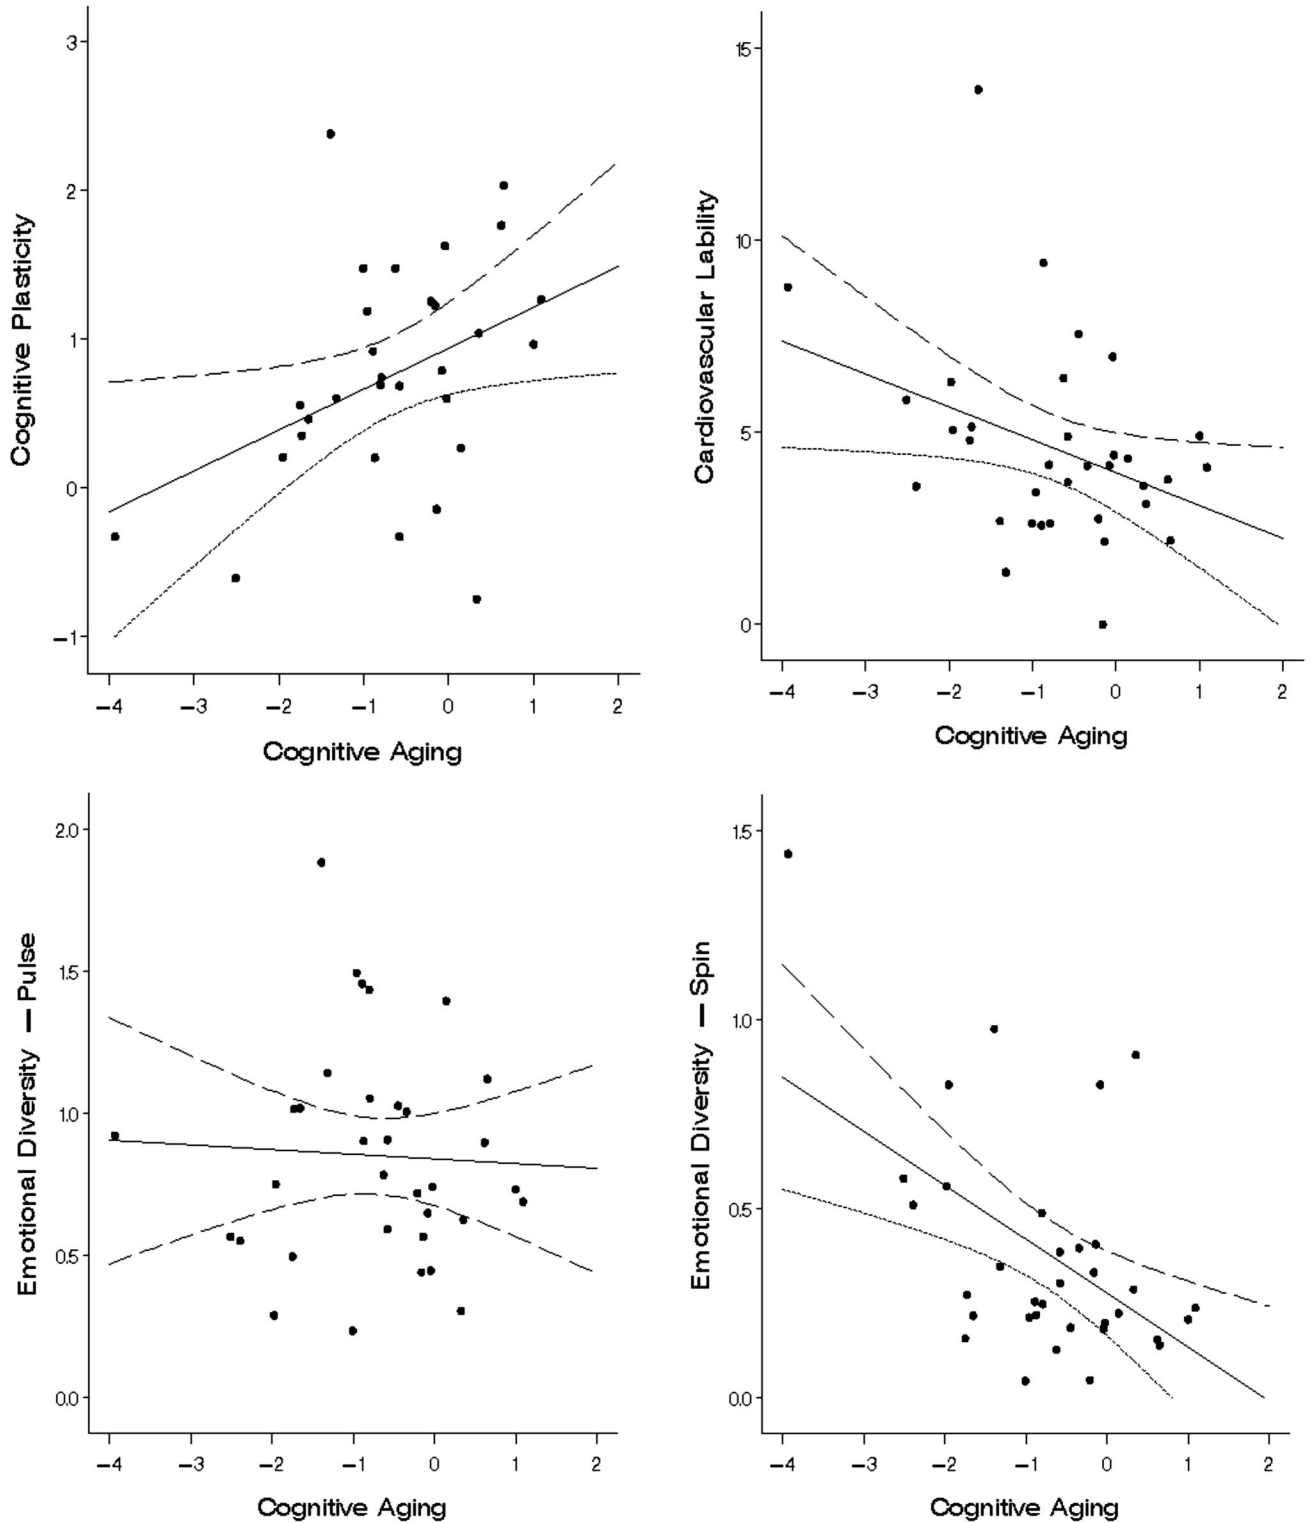 3
2
1
0
−1
Cognitive Plasticity
−4 −3 −2 −1 0 1 2
Cognitive Aging
15
10
5
0
Cardiovascular Lability
−4 −3 −2 −1 0 1 2
Cognitive Aging
2.0
1.5
1.0
0.5
0.0
Emotional Diversity — Pulse
−4 −3 −2 −1 0 1 2
Cognitive Aging
1.5
1.0
0.5
0.0
Emotional Diversity — Spin
−4 −3 −2 −1 0 1 2
Cognitive Aging